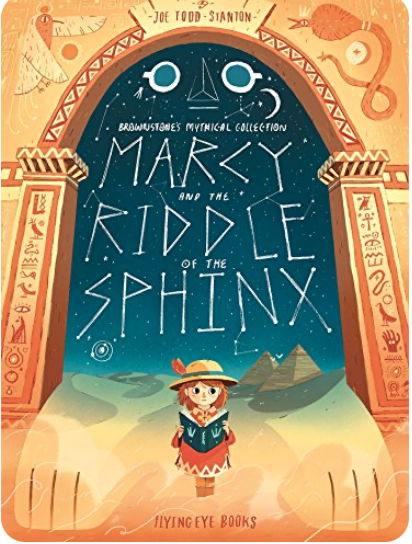 JOE TODD-STANTON
BROWNSTONE'S MYTHICAL COLLECTION
MARCY
AND THE
RIDDLE
OF THE
SPHINX
FLYING EYE BOOKS